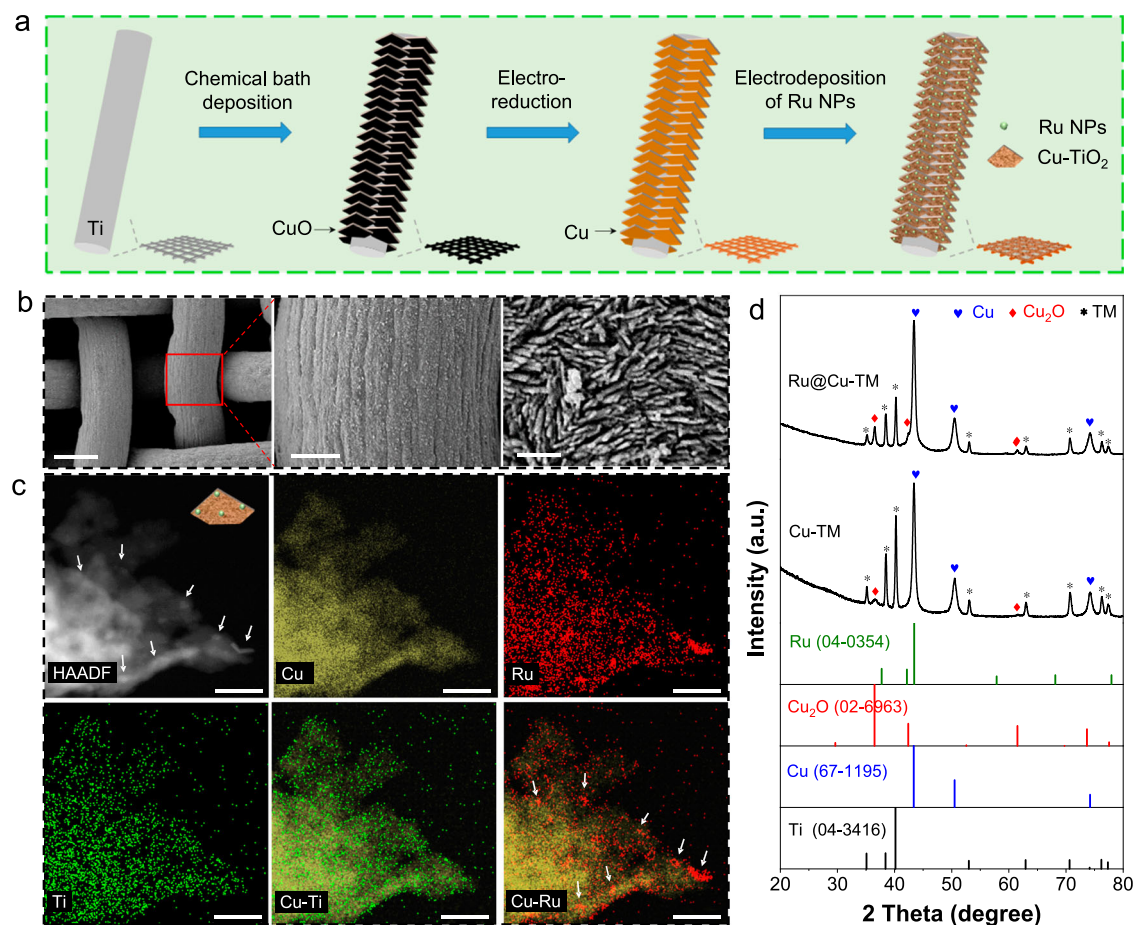 a
Chemical bath
deposition
Electro-
reduction
Electrodeposition
of Ru NPs
Ru NPs
Cu-TiO₂
Ti
CuO
Cu
b
c
HAADF
Cu
Ru
Ti
Cu-Ti
Cu-Ru
d
Cu
Cu₂O
TM
Ru@Cu-TM
Cu-TM
Ru (04-0354)
Cu₂O (02-6963)
Cu (67-1195)
Ti (04-3416)
Intensity (a.u.)
20 30 40 50 60 70 80
2 Theta (degree)